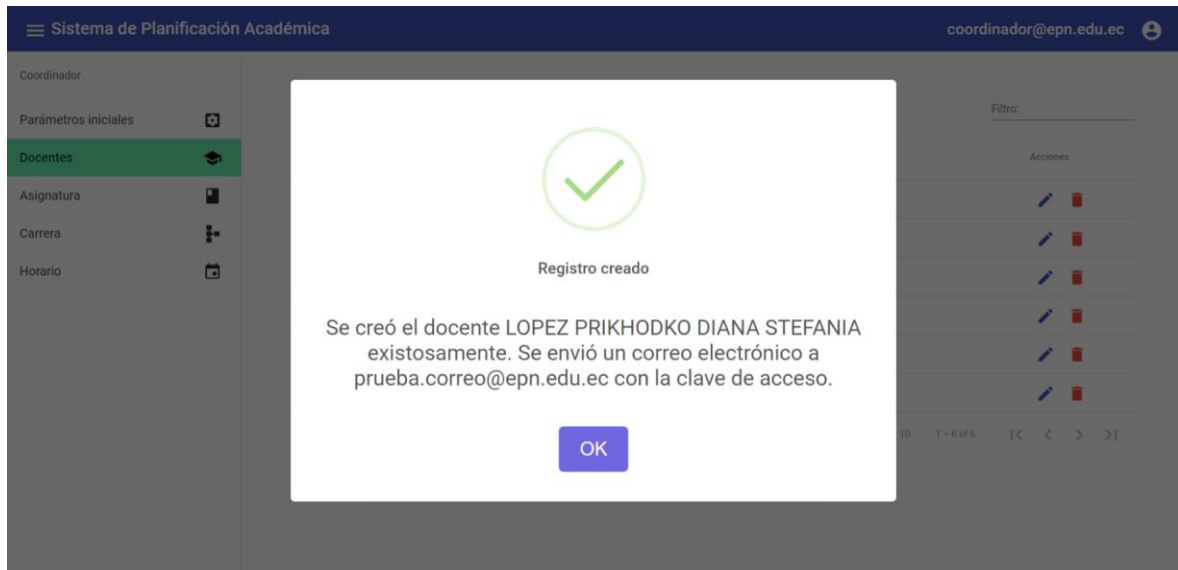 Sistema de Planificación Académica
coordinador@epn.edu.ec
Coordinador
Parámetros iniciales
Docentes
Asignatura
Carrera
Horario
Filtro:
Acciones
Registro creado
Se creó el docente LOPEZ PRIKHODKO DIANA STEFANIA
existosamente. Se envió un correo electrónico a
prueba.correo@epn.edu.ec con la clave de acceso.
OK
10 1 – 6 of 6